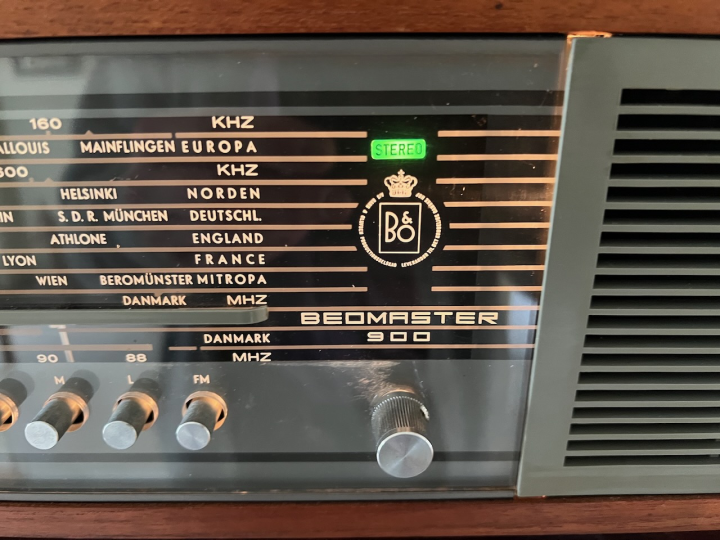 160 KHZ
ALLOUIS MAINFLINGEN EUROPA
STEREO
600 KHZ
HELSINKI NORDEN
S.D.R. MÜNCHEN DEUTSCHL.
B&O
ATHLONE ENGLAND
LYON FRANCE
WIEN BEROMÜNSTER MITROPA
DANMARK MHZ
BEOMASTER
DANMARK 900
90 88 MHZ
M L FM